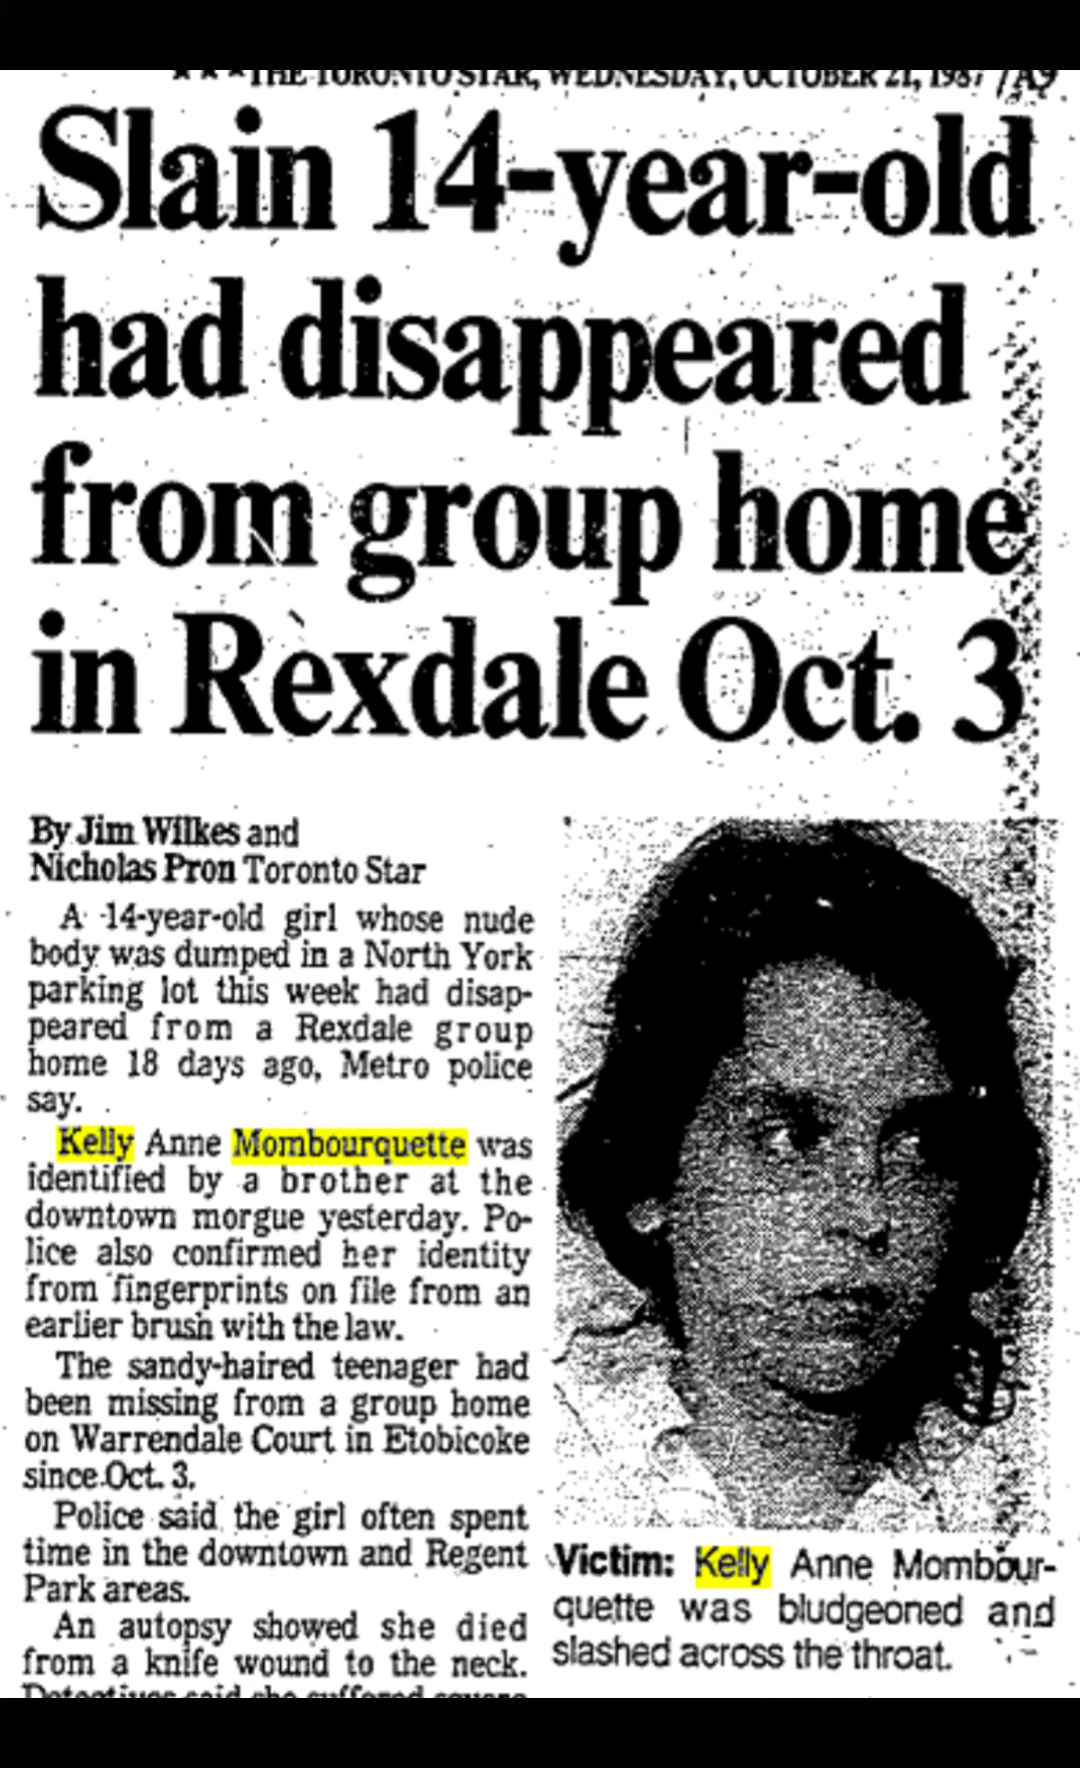 THE TORONTO STAR, WEDNESDAY, OCTOBER 21, 1987 / A9
Slain 14-year-old
had disappeared
from group home
in Rexdale Oct. 3
By Jim Wilkes and
Nicholas Pron Toronto Star
A 14-year-old girl whose nude
body was dumped in a North York
parking lot this week had disap-
peared from a Rexdale group
home 18 days ago, Metro police
say.
Kelly Anne Mombourquette was
identified by a brother at the
downtown morgue yesterday. Po-
lice also confirmed her identity
from fingerprints on file from an
earlier brush with the law.
The sandy-haired teenager had
been missing from a group home
on Warrendale Court in Etobicoke
since Oct. 3.
Police said the girl often spent
time in the downtown and Regent
Park areas.
An autopsy showed she died
from a knife wound to the neck.
Detectives said she suffered severe
Victim: Kelly Anne Mombour-
quette was bludgeoned and
slashed across the throat.